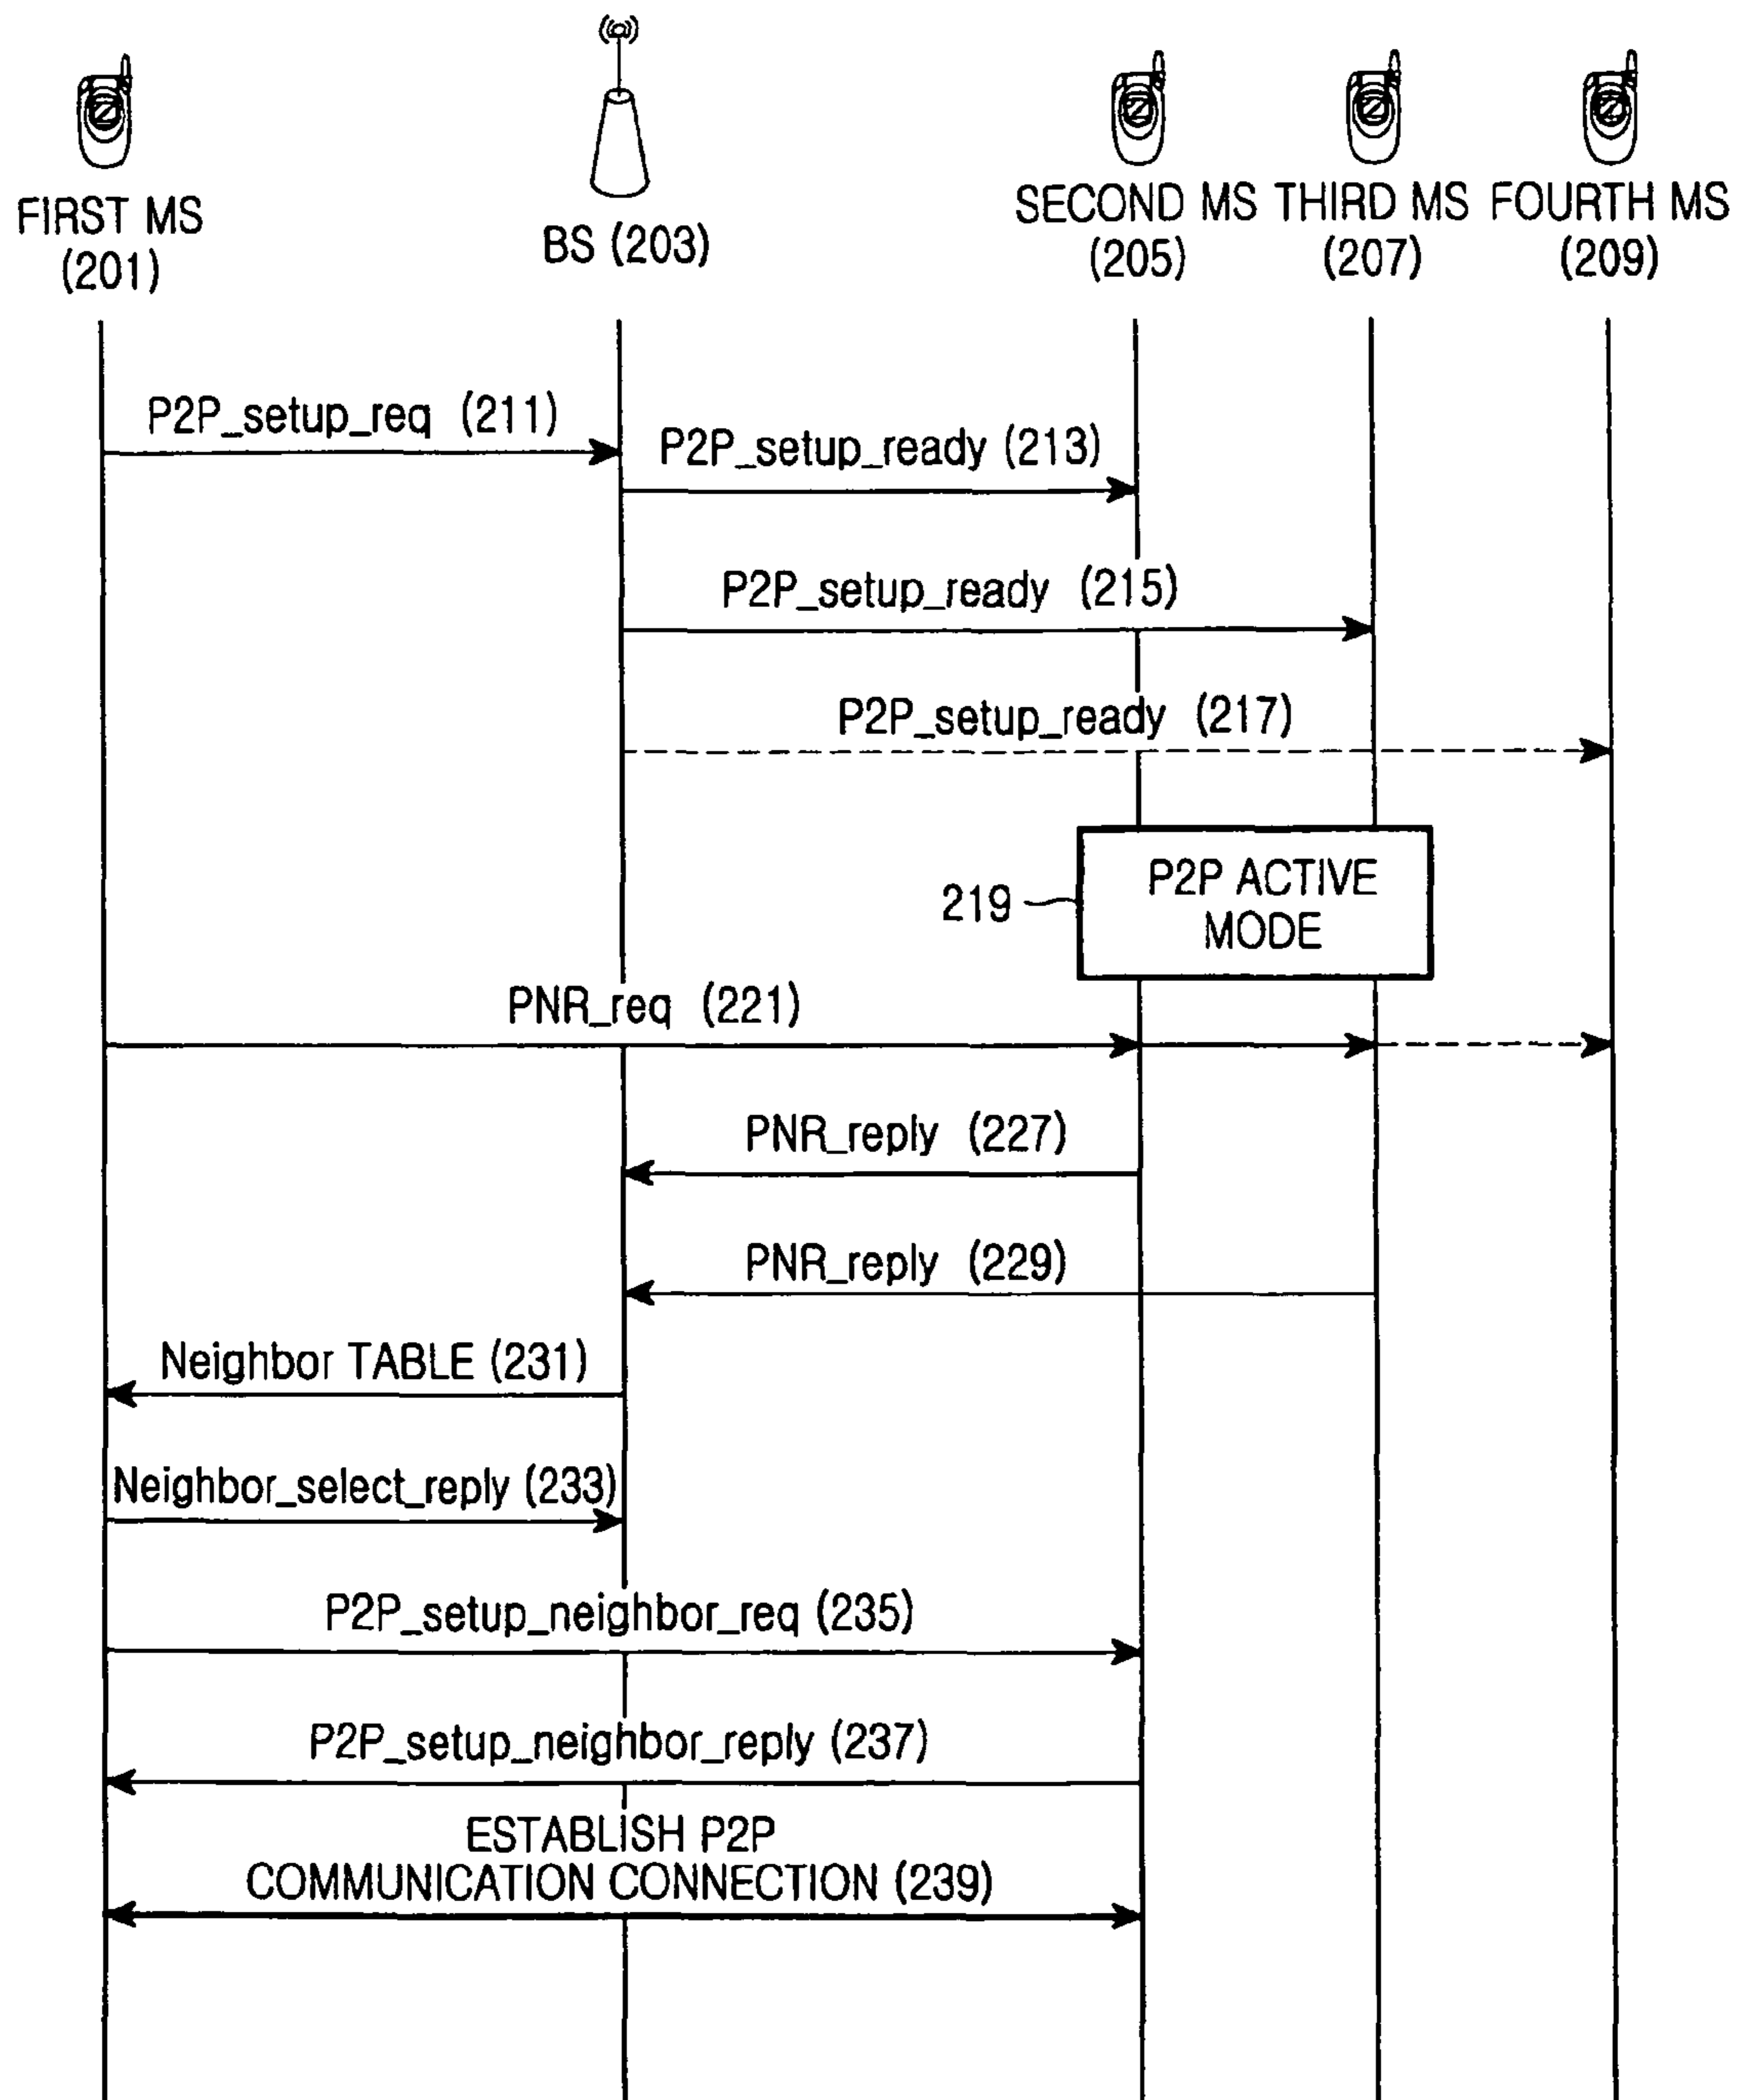 FIRST MS
(201)
BS (203)
SECOND MS
(205)
THIRD MS
(207)
FOURTH MS
(209)
P2P_setup_req (211)
P2P_setup_ready (213)
P2P_setup_ready (215)
P2P_setup_ready (217)
219
P2P ACTIVE
MODE
PNR_req (221)
PNR_reply (227)
PNR_reply (229)
Neighbor TABLE (231)
Neighbor_select_reply (233)
P2P_setup_neighbor_req (235)
P2P_setup_neighbor_reply (237)
ESTABLISH P2P
COMMUNICATION CONNECTION (239)